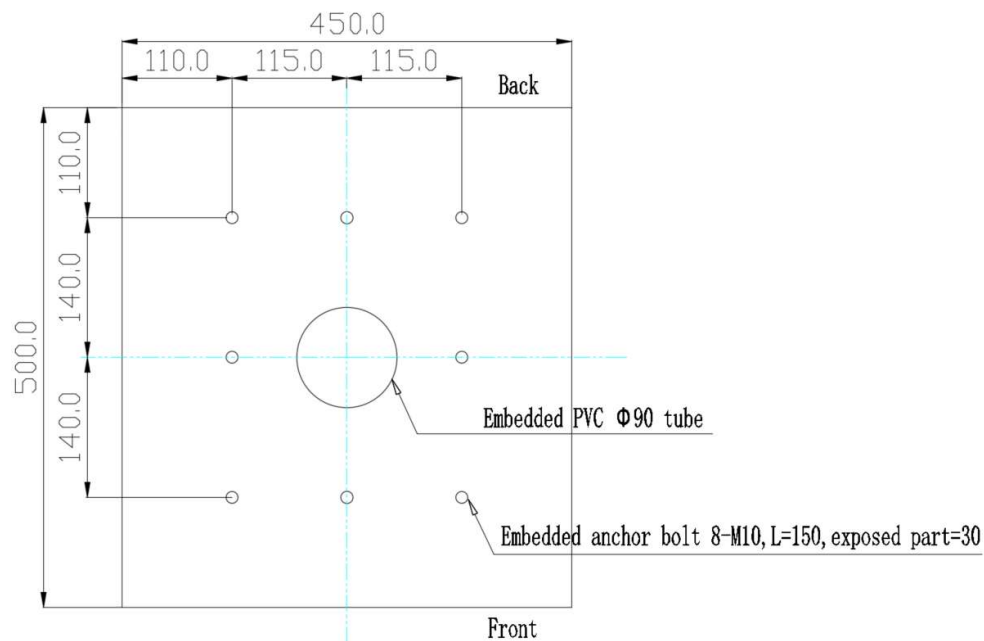 450.0
110.0
115.0
115.0
Back
110.0
140.0
500.0
140.0
Embedded PVC Φ90 tube
Embedded anchor bolt 8-M10, L=150, exposed part=30
Front